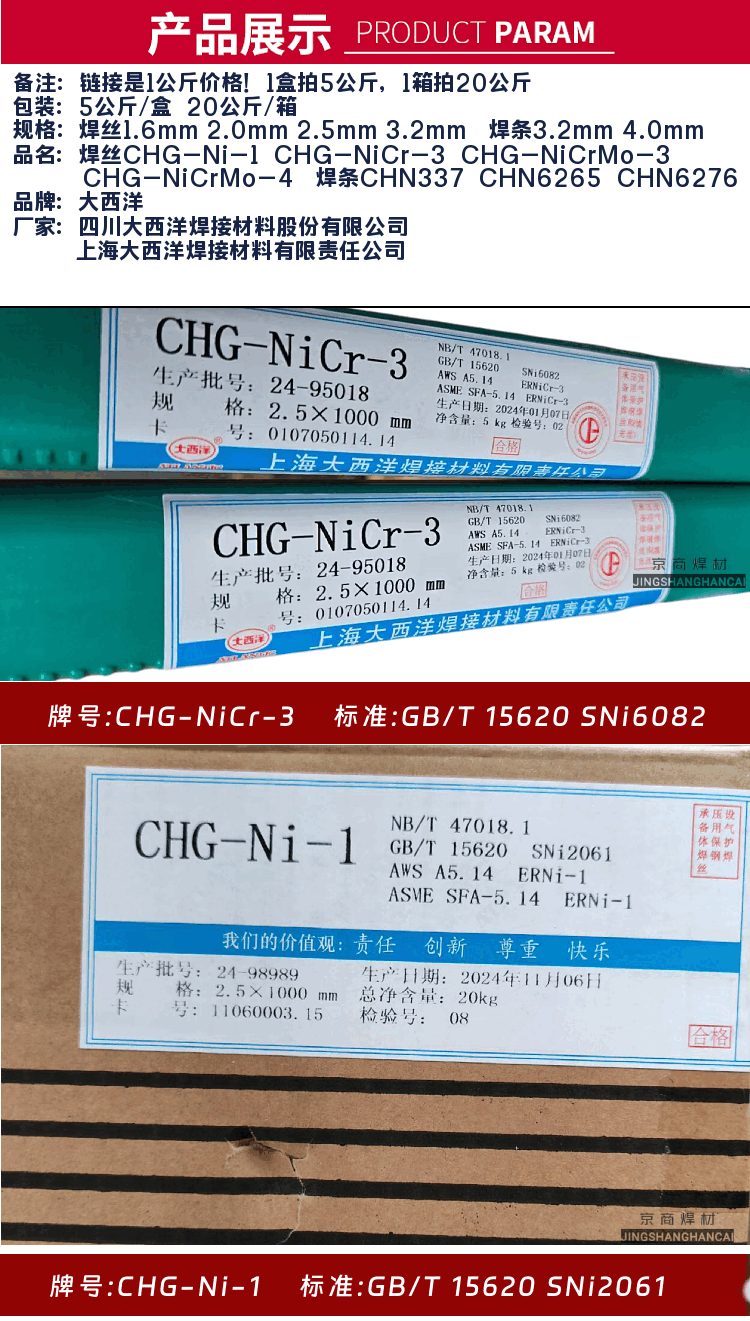 产品展示 PRODUCT PARAM
备注: 链接是1公斤价格! 1盒拍5公斤, 1箱拍20公斤
包装: 5公斤/盒 20公斤/箱
规格: 焊丝1.6mm 2.0mm 2.5mm 3.2mm 焊条3.2mm 4.0mm
品名: 焊丝CHG-Ni-1 CHG-NiCr-3 CHG-NiCrMo-3
CHG-NiCrMo-4 焊条CHN337 CHN6265 CHN6276
品牌: 大西洋
厂家: 四川大西洋焊接材料股份有限公司
上海大西洋焊接材料有限责任公司
CHG-NiCr-3
生产批号: 24-95018
规 格: 2.5×1000 mm
卡 号: 0107050114.14
NB/T 47018.1
GB/T 15620 SNi6082
AWS A5.14 ERNiCr-3
ASME SFA-5.14 ERNiCr-3
生产日期: 2024年01月07日
净含量: 5 kg 检验号: 02
合格
承压设
备用气
体保护
焊钢焊
大西洋®
上海大西洋焊接材料有限责任公司
CHG-NiCr-3
生产批号: 24-95018
规 格: 2.5×1000 mm
卡 号: 0107050114.14
NB/T 47018.1
GB/T 15620 SNi6082
AWS A5.14 ERNiCr-3
ASME SFA-5.14 ERNiCr-3
生产日期: 2024年01月07日
净含量: 5 kg 检验号: 02
合格
大西洋®
上海大西洋焊接材料有限责任公司
京商焊材
JINGSHANGHANCAI
牌号:CHG-NiCr-3 标准:GB/T 15620 SNi6082
CHG-Ni-1
NB/T 47018.1
GB/T 15620 SNi2061
AWS A5.14 ERNi-1
ASME SFA-5.14 ERNi-1
承压设
备用气
体保护
焊钢焊
丝
我们的价值观: 责任 创新 尊重 快乐
生产批号: 24-98989
规 格: 2.5×1000 mm
卡 号: 11060003.15
生产日期: 2024年11月06日
总净含量: 20kg
检验号: 08
合格
京商焊材
JINGSHANGHANCAI
牌号:CHG-Ni-1 标准:GB/T 15620 SNi2061